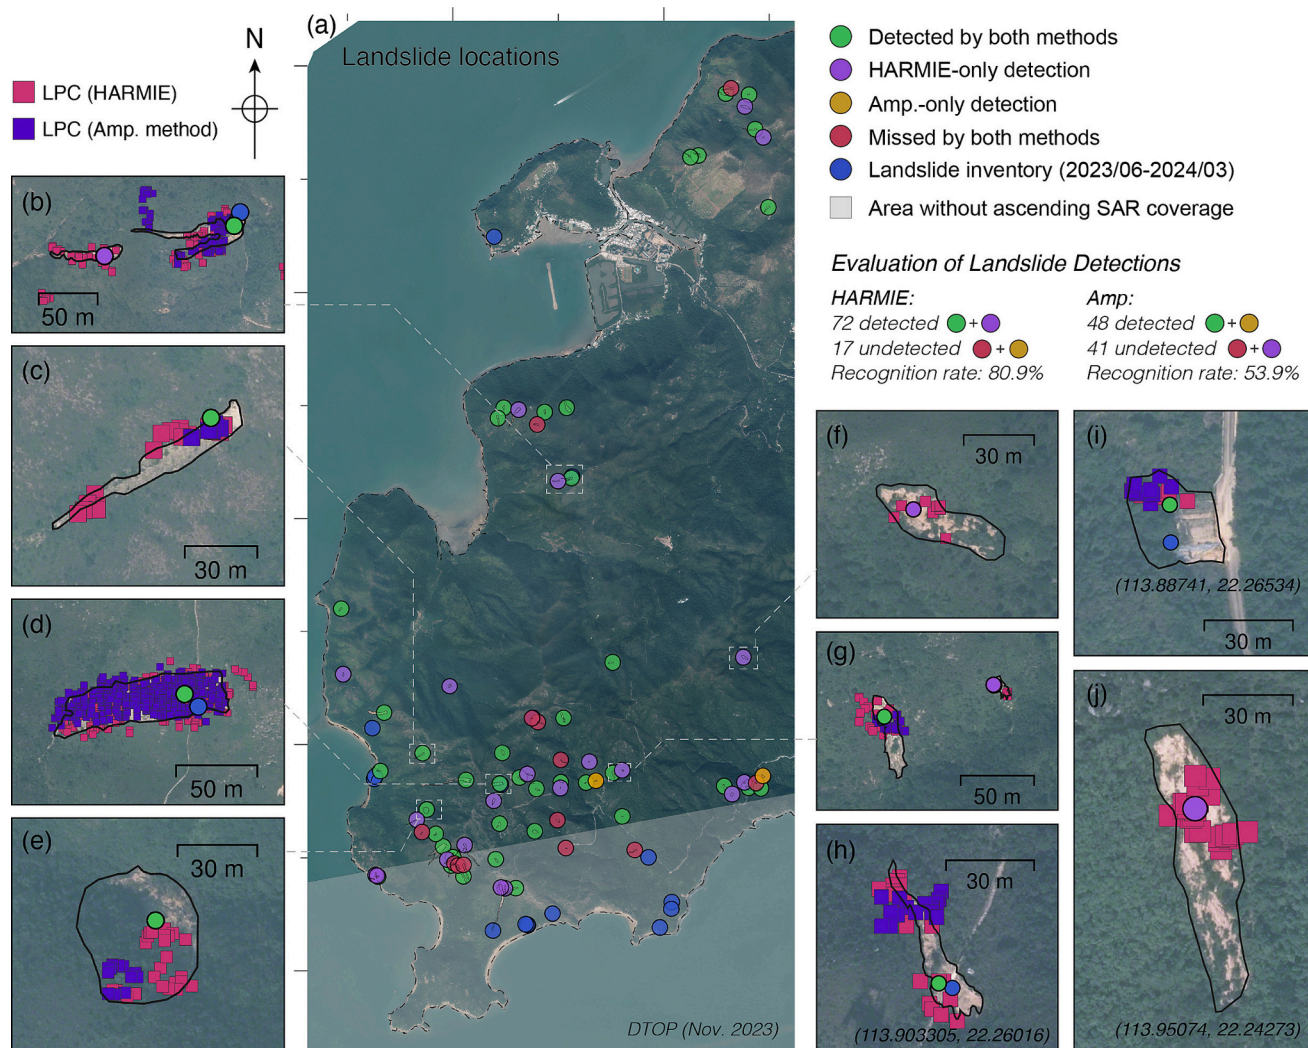 (a)
Landslide locations
N
LPC (HARMIE)
LPC (Amp. method)
Detected by both methods
HARMIE-only detection
Amp.-only detection
Missed by both methods
Landslide inventory (2023/06-2024/03)
Area without ascending SAR coverage
Evaluation of Landslide Detections
HARMIE:
72 detected +
17 undetected +
Recognition rate: 80.9%
Amp:
48 detected +
41 undetected +
Recognition rate: 53.9%
(b)
50 m
(c)
30 m
(d)
50 m
(e)
30 m
(f)
30 m
(g)
50 m
(h)
30 m
(113.903305, 22.26016)
(i)
(113.88741, 22.26534)
30 m
(j)
30 m
(113.95074, 22.24273)
DTOP (Nov. 2023)